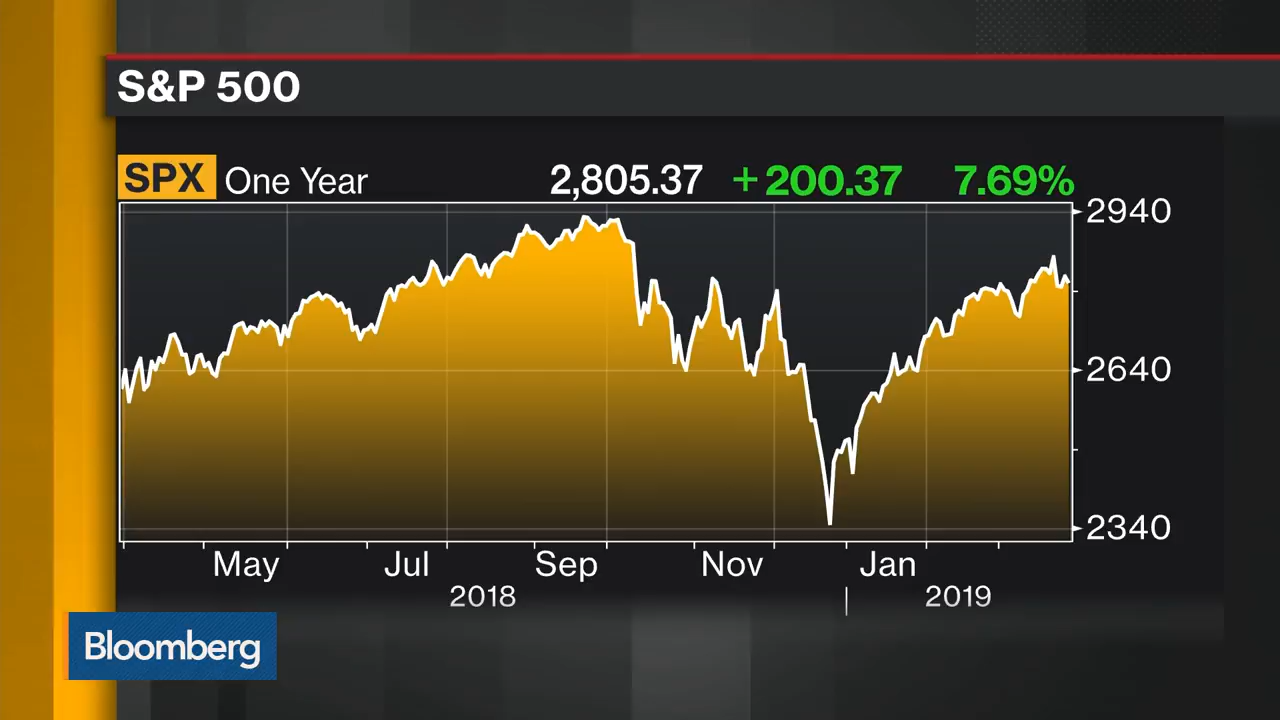 S&P 500
SPX One Year 2,805.37 +200.37 7.69%
2940
2640
2340
May Jul Sep Nov Jan
2018 2019
Bloomberg